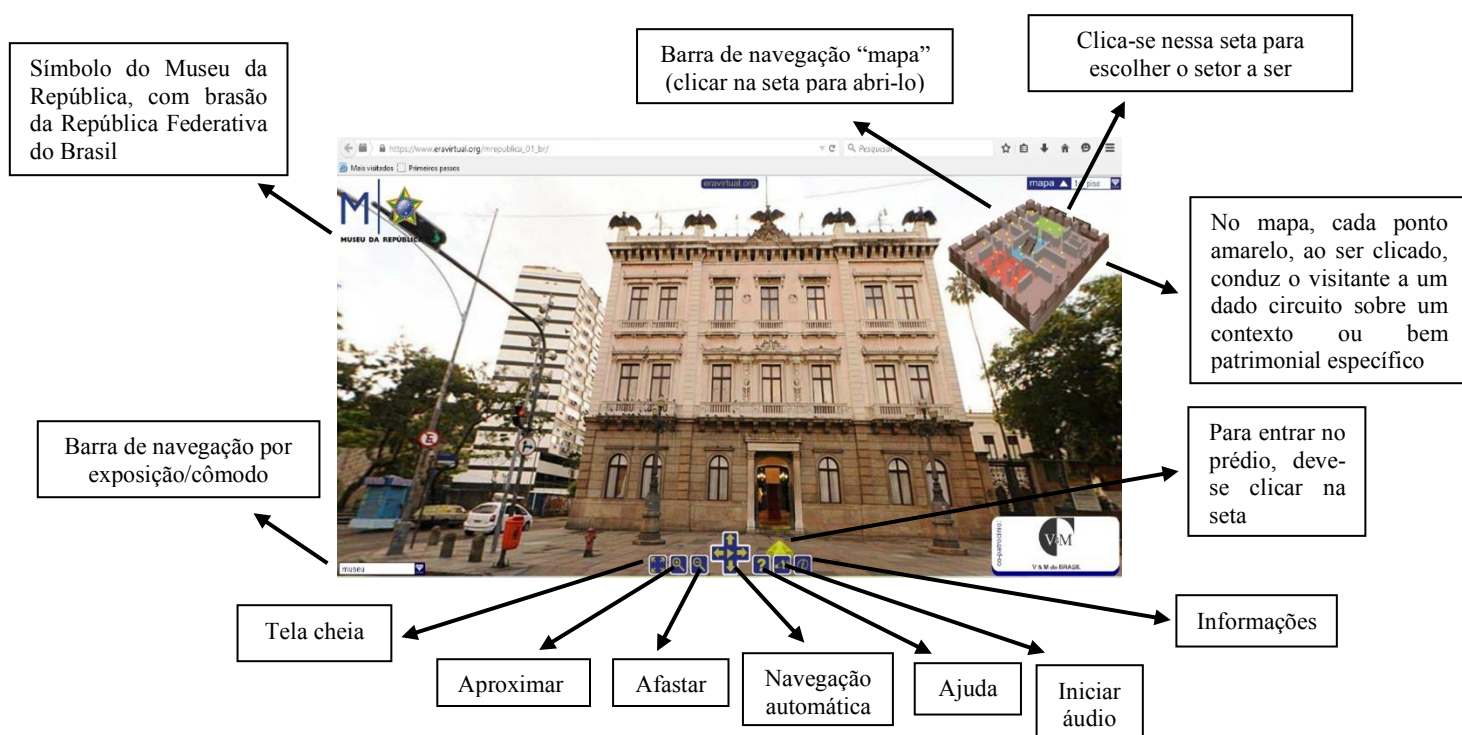 Símbolo do Museu da
República, com brasão
da República Federativa
do Brasil
Barra de navegação “mapa”
(clicar na seta para abri-lo)
Clica-se nessa seta para
escolher o setor a ser
https://www.eravirtual.org/mrepublica_01_br/
Pesquisar
Mais visitados
Primeiros passos
eravirtual.org
mapa
piso
M
MUSEU DA REPÚBLICA
No mapa, cada ponto
amarelo, ao ser clicado,
conduz o visitante a um
dado circuito sobre um
contexto ou bem
patrimonial específico
Barra de navegação por
exposição/cômodo
E
Para entrar no
prédio, deve-
se clicar na
seta
co-patrocínio:
V&M
V & M do BRASIL
museu
?
i
Tela cheia
Aproximar
Afastar
Navegação
automática
Ajuda
Iniciar
áudio
Informações